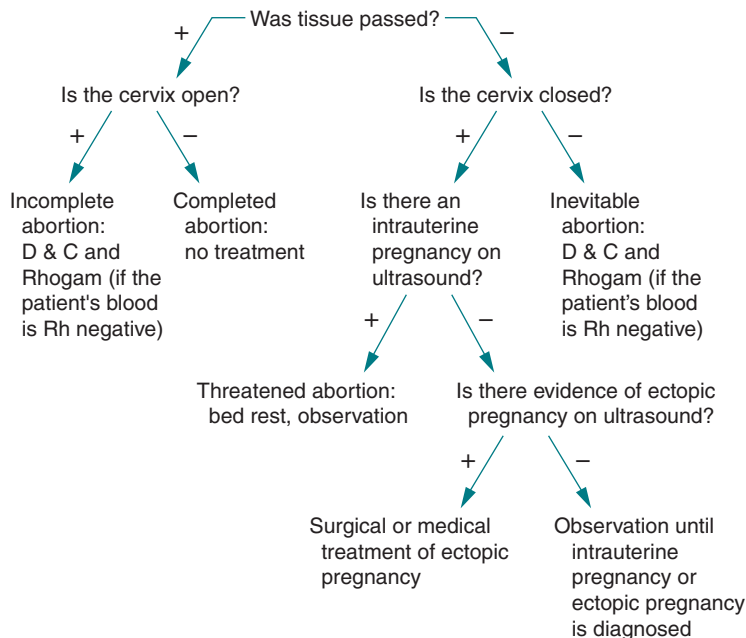 Was tissue passed?
+
−
Is the cervix open?
Is the cervix closed?
+
−
+
−
Incomplete
abortion:
D & C and
Rhogam (if the
patient's blood
is Rh negative)
Completed
abortion:
no treatment
Is there an
intrauterine
pregnancy on
ultrasound?
Inevitable
abortion:
D & C and
Rhogam (if the
patient’s blood
is Rh negative)
+
−
Threatened abortion:
bed rest, observation
Is there evidence of ectopic
pregnancy on ultrasound?
+
−
Surgical or medical
treatment of ectopic
pregnancy
Observation until
intrauterine
pregnancy or
ectopic pregnancy
is diagnosed